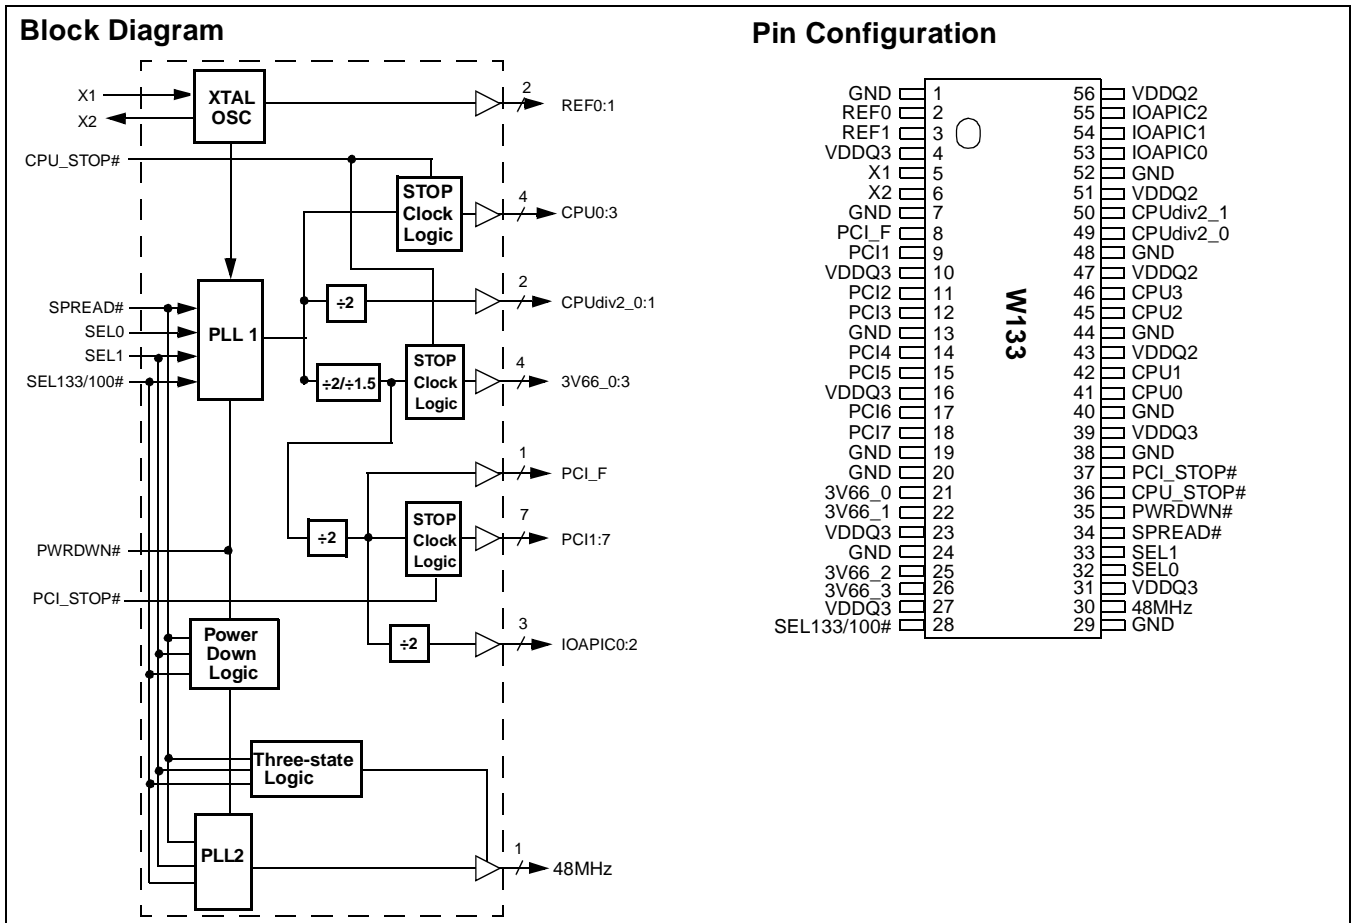 Block Diagram
X1
X2
XTAL
OSC
2
REF0:1
CPU_STOP#
STOP
Clock
Logic
4
CPU0:3
SPREAD#
SEL0
SEL1
SEL133/100#
PLL 1
÷2
2
CPUdiv2_0:1
÷2/÷1.5
STOP
Clock
Logic
4
3V66_0:3
1
PCI_F
÷2
STOP
Clock
Logic
7
PCI1:7
PWRDWN#
PCI_STOP#
Power
Down
Logic
÷2
3
IOAPIC0:2
Three-state
Logic
PLL2
1
48MHz
Pin Configuration
W133
GND 1 56 VDDQ2
REF0 2 55 IOAPIC2
REF1 3 54 IOAPIC1
VDDQ3 4 53 IOAPIC0
X1 5 52 GND
X2 6 51 VDDQ2
GND 7 50 CPUdiv2_1
PCI_F 8 49 CPUdiv2_0
PCI1 9 48 GND
VDDQ3 10 47 VDDQ2
PCI2 11 46 CPU3
PCI3 12 45 CPU2
GND 13 44 GND
PCI4 14 43 VDDQ2
PCI5 15 42 CPU1
VDDQ3 16 41 CPU0
PCI6 17 40 GND
PCI7 18 39 VDDQ3
GND 19 38 GND
GND 20 37 PCI_STOP#
3V66_0 21 36 CPU_STOP#
3V66_1 22 35 PWRDWN#
VDDQ3 23 34 SPREAD#
GND 24 33 SEL1
3V66_2 25 32 SEL0
3V66_3 26 31 VDDQ3
VDDQ3 27 30 48MHz
SEL133/100# 28 29 GND